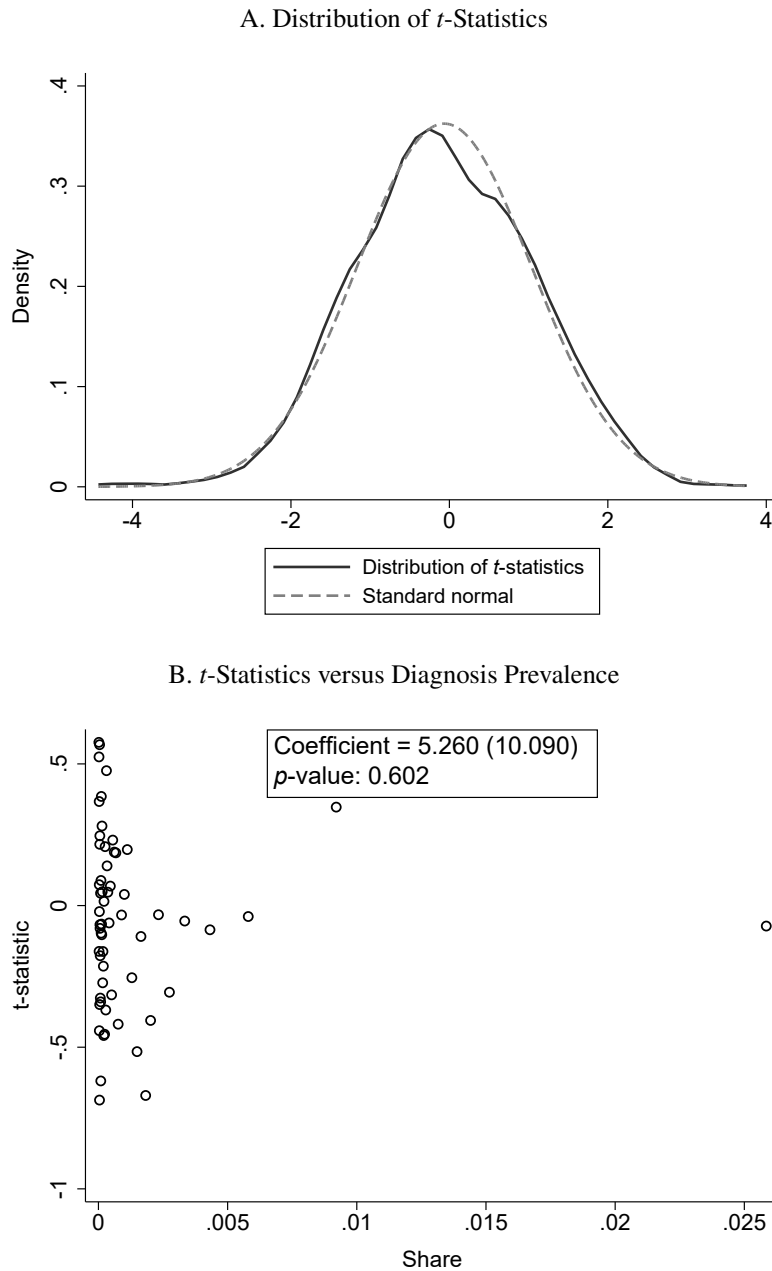 A. Distribution of t-Statistics
.4
.3
.2
.1
0
Density
-4 -2 0 2 4
Distribution of t-statistics
Standard normal
B. t-Statistics versus Diagnosis Prevalence
Coefficient = 5.260 (10.090)
p-value: 0.602
.5
0
-.5
-1
t-statistic
0 .005 .01 .015 .02 .025
Share